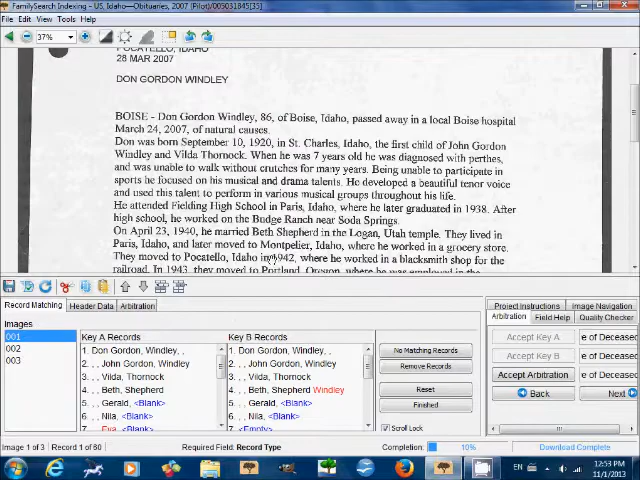 FamilySearch Indexing - US, Idaho—Obituaries, 2007 (Pilot)/005031845[35]
File Edit View Tools Help
37%
POCATELLO, IDAHO
28 MAR 2007
DON GORDON WINDLEY
BOISE - Don Gordon Windley, 86, of Boise, Idaho, passed away in a local Boise hospital
March 24, 2007, of natural causes.
Don was born September 10, 1920, in St. Charles, Idaho, the first child of John Gordon
Windley and Vilda Thornock. When he was 7 years old he was diagnosed with perthes,
and was unable to walk without crutches for many years. Being unable to participate in
sports he focused on his musical and drama talents. He developed a beautiful tenor voice
and used this talent to perform in various musical groups throughout his life.
He attended Fielding High School in Paris, Idaho, where he later graduated in 1938. After
high school, he worked on the Budge Ranch near Soda Springs.
On April 23, 1940, he married Beth Shepherd in the Logan, Utah temple. They lived in
Paris, Idaho, and later moved to Montpelier, Idaho, where he worked in a grocery store.
They moved to Pocatello, Idaho in 1942, where he worked in a blacksmith shop for the
railroad. In 1943, they moved to Portland, Oregon, where he was employed in the
Record Matching Header Data Arbitration
Images
001
002
003
Key A Records
1. Don Gordon, Windley, ,
2. , , John Gordon, Windley
3. , , Vilda, Thornock
4. , , Beth, Shepherd
5. , , Gerald, <Blank>
6. , , Nila, <Blank>
7. , , Eva, <Blank>
Key B Records
1. Don Gordon, Windley, ,
2. , , John Gordon, Windley
3. , , Vilda, Thornock
4. , , Beth, Shepherd Windley
5. , , Gerald, <Blank>
6. , , Nila, <Blank>
7. <Empty>
No Matching Records
Remove Records
Reset
Finished
Scroll Lock
Project Instructions Image Navigation
Arbitration Field Help Quality Checker
Accept Key A
e of Deceased
Accept Key B
Accept Arbitration
e of Deceased
Back
Next
Image 1 of 3 Record 1 of 60 Required Field: Record Type Completion: 10% Download Complete
EN
12:53 PM
11/1/2013